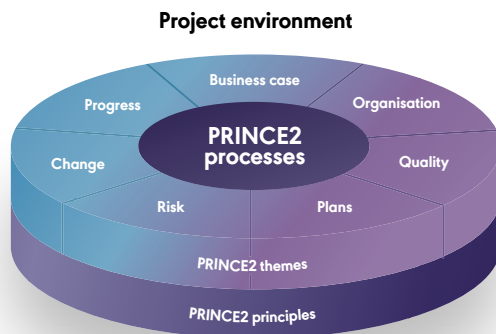 Project environment
Business case
Progress
Organisation
PRINCE2
processes
Change
Quality
Risk
Plans
PRINCE2 themes
PRINCE2 principles